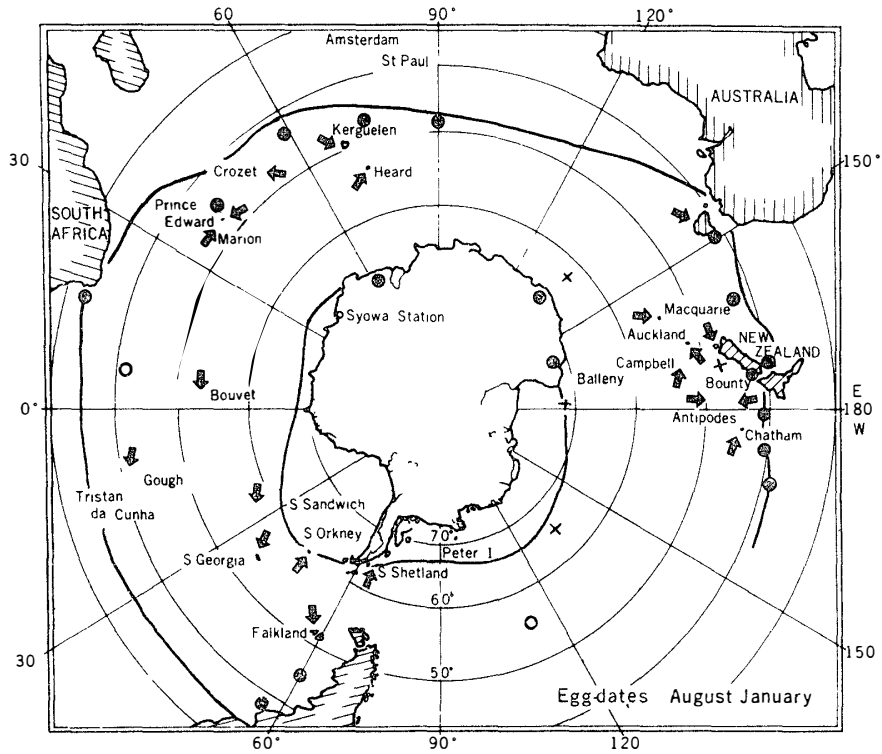 60°
90°
120°
Amsterdam
St Paul
AUSTRALIA
Kerguelen
30
150°
Crozet
Heard
Prince
Edward
SOUTH
AFRICA
Marion
Syowa Station
Macquarie
Auckland
NEW
ZEALAND
Campbell
Balleny
Bounty
Bouvet
E
0°
180
W
Antipodes
Chatham
Gough
Tristan
da Cunha
S Sandwich
S Orkney
70°
Peter I
S Georgia
S Shetland
60°
Falkland
30
150
50°
Egg dates August January
60°
90°
120